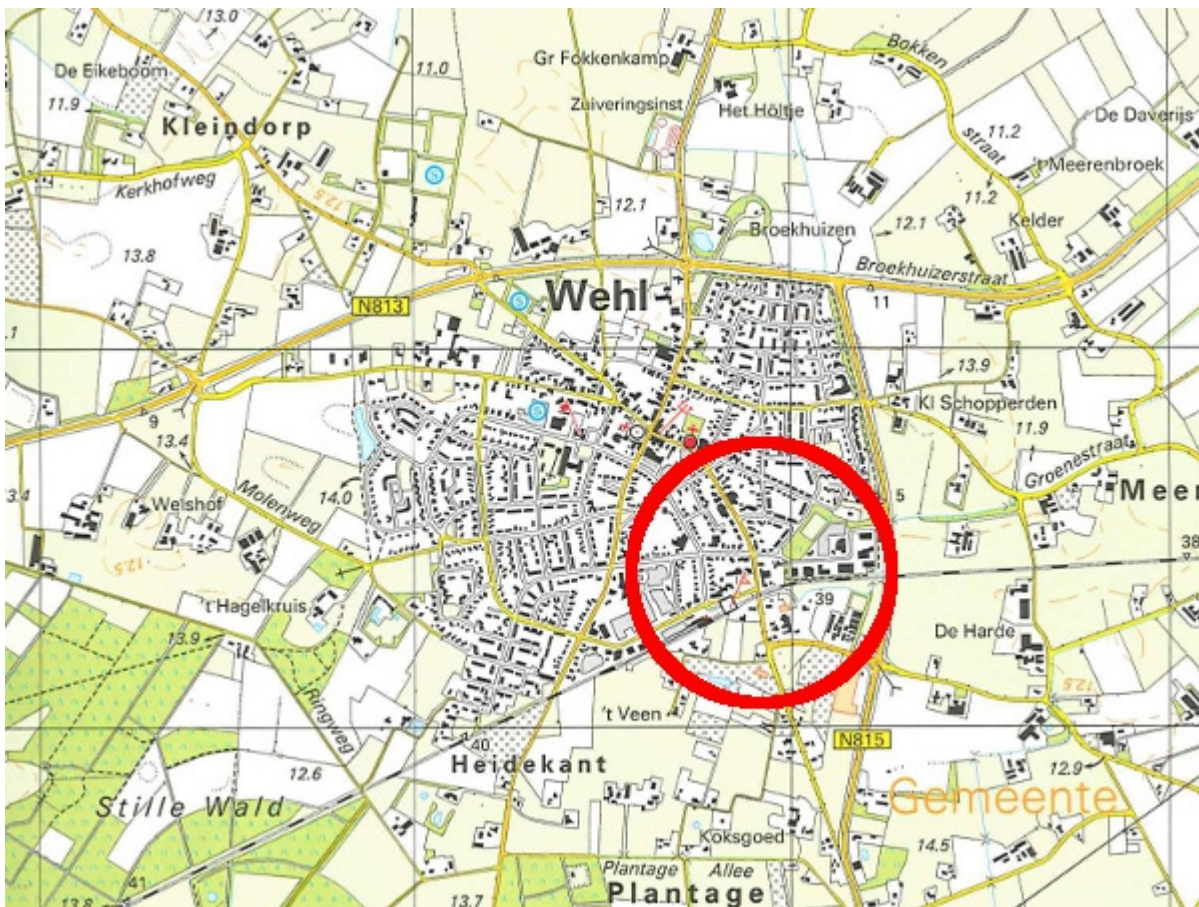 13.0
Bokken
Gr Fokkenkamp
De Eikeboom
11.0
11.9
Zuiveringsinst
Het Höltje
De Daverijs
Kleindorp
straat
11.2
't Meerenbroek
Kerkhofweg
S
12.5
12.1
11.2
Kelder
13.8
Broekhuizen
12.1
Broekhuizerstraat
Wehl
S
N813
11
.1
13.9
9
S
Kl Schopperden
13.4
11.9
Groenestraat
3.4
Welshof
Molenweg
14.0
5
Meer
12.5
38
't Hagelkruis
39
13.9
De Harde
12.5
Ringweg
't Veen
40
N815
Heidekant
12.9
12.6
Gemeente
Stille Wald
Koksgoed
14.5
41
Plantage Allee
13.8
13.7
Plantage